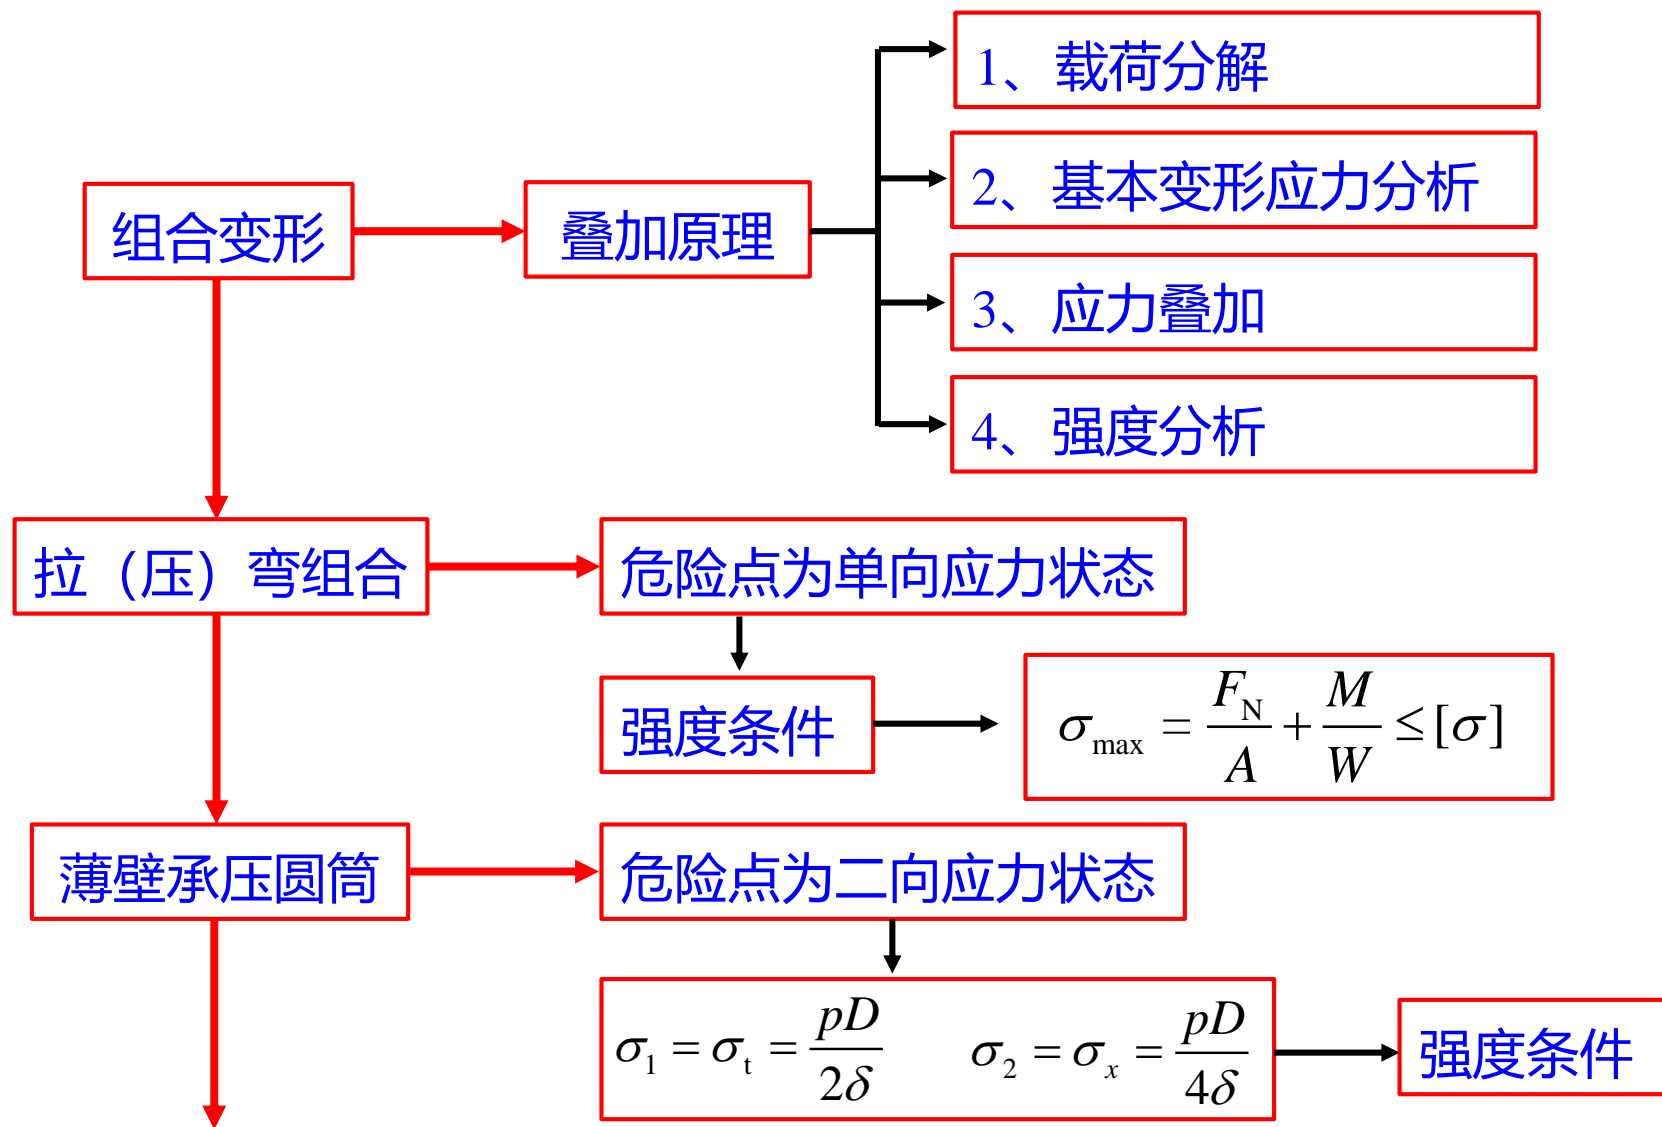 1、载荷分解
2、基本变形应力分析
组合变形
叠加原理
3、应力叠加
4、强度分析
拉（压）弯组合
危险点为单向应力状态
强度条件
σmax = FN/A + M/W ≤ [σ]
薄壁承压圆筒
危险点为二向应力状态
σ1 = σt = pD/2δ σ2 = σx = pD/4δ
强度条件